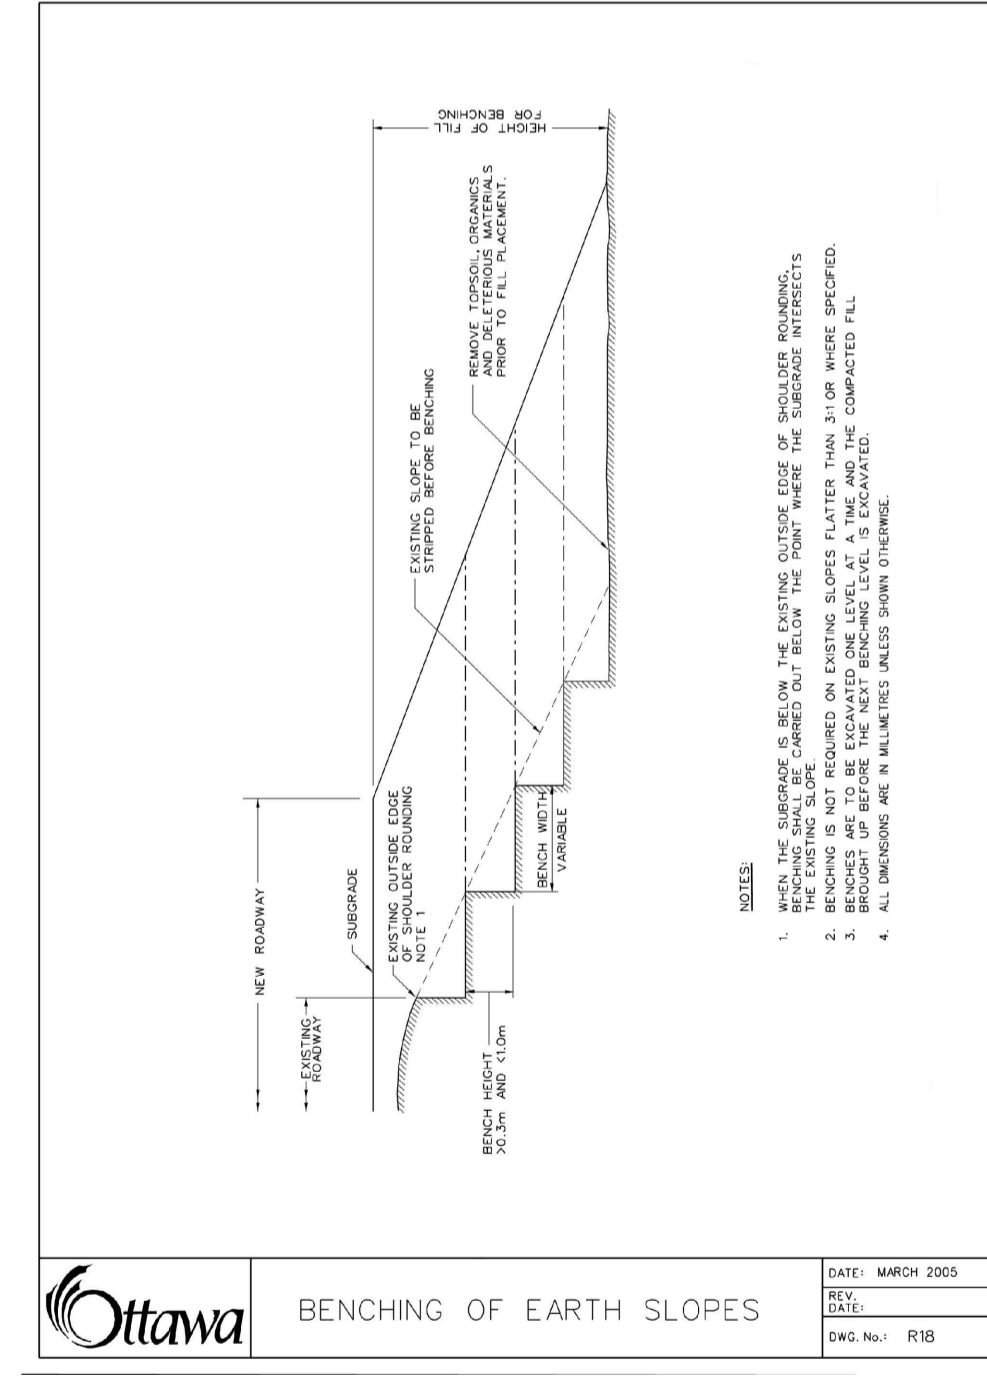 HEIGHT OF FILL
FOR BENCHING
REMOVE TOPSOIL, ORGANICS
AND DELETERIOUS MATERIALS
PRIOR TO FILL PLACEMENT.
EXISTING SLOPE TO BE
STRIPPED BEFORE BENCHING
NEW ROADWAY
SUBGRADE
EXISTING
ROADWAY
EXISTING OUTSIDE EDGE
OF SHOULDER ROUNDING
NOTE 1
BENCH WIDTH
VARIABLE
BENCH HEIGHT
>0.3m AND <1.0m
NOTES:
1. WHEN THE SUBGRADE IS BELOW THE EXISTING OUTSIDE EDGE OF SHOULDER ROUNDING,
BENCHING SHALL BE CARRIED OUT BELOW THE POINT WHERE THE SUBGRADE INTERSECTS
THE EXISTING SLOPE.
2. BENCHING IS NOT REQUIRED ON EXISTING SLOPES FLATTER THAN 3:1 OR WHERE SPECIFIED.
3. BENCHES ARE TO BE EXCAVATED ONE LEVEL AT A TIME AND THE COMPACTED FILL
BROUGHT UP BEFORE THE NEXT BENCHING LEVEL IS EXCAVATED.
4. ALL DIMENSIONS ARE IN MILLIMETRES UNLESS SHOWN OTHERWISE.
Ottawa
BENCHING OF EARTH SLOPES
DATE: MARCH 2005
REV.
DATE:
DWG. No.: R18